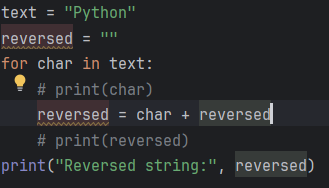 text = "Python"
reversed = ""
for char in text:
    # print(char)
    reversed = char + reversed
    # print(reversed)
print("Reversed string:", reversed)